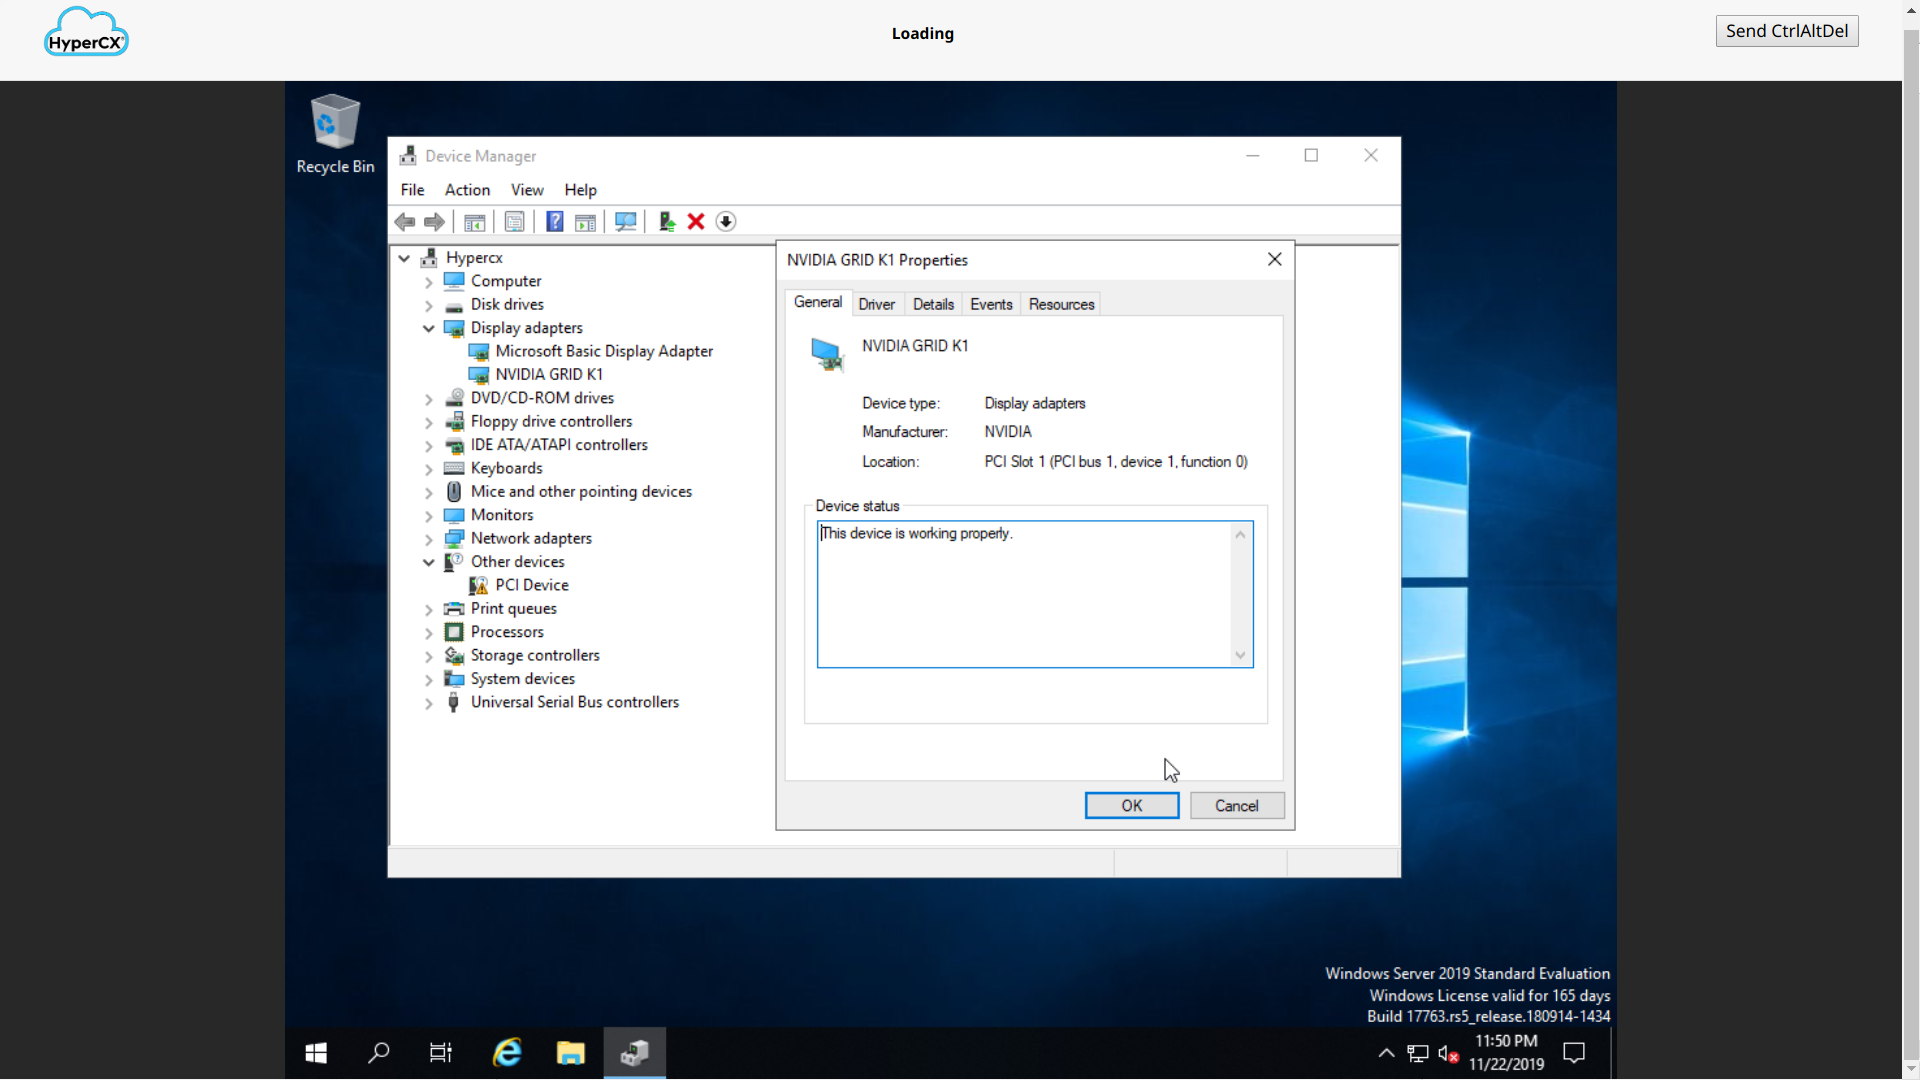 HyperCX
Loading
Send CtrlAltDel
Recycle Bin
Device Manager
File Action View Help
Hypercx
Computer
Disk drives
Display adapters
Microsoft Basic Display Adapter
NVIDIA GRID K1
DVD/CD-ROM drives
Floppy drive controllers
IDE ATA/ATAPI controllers
Keyboards
Mice and other pointing devices
Monitors
Network adapters
Other devices
PCI Device
Print queues
Processors
Storage controllers
System devices
Universal Serial Bus controllers
NVIDIA GRID K1 Properties
General Driver Details Events Resources
NVIDIA GRID K1
Device type: Display adapters
Manufacturer: NVIDIA
Location: PCI Slot 1 (PCI bus 1, device 1, function 0)
Device status
This device is working properly.
OK Cancel
Windows Server 2019 Standard Evaluation
Windows License valid for 165 days
Build 17763.rs5_release.180914-1434
11:50 PM
11/22/2019